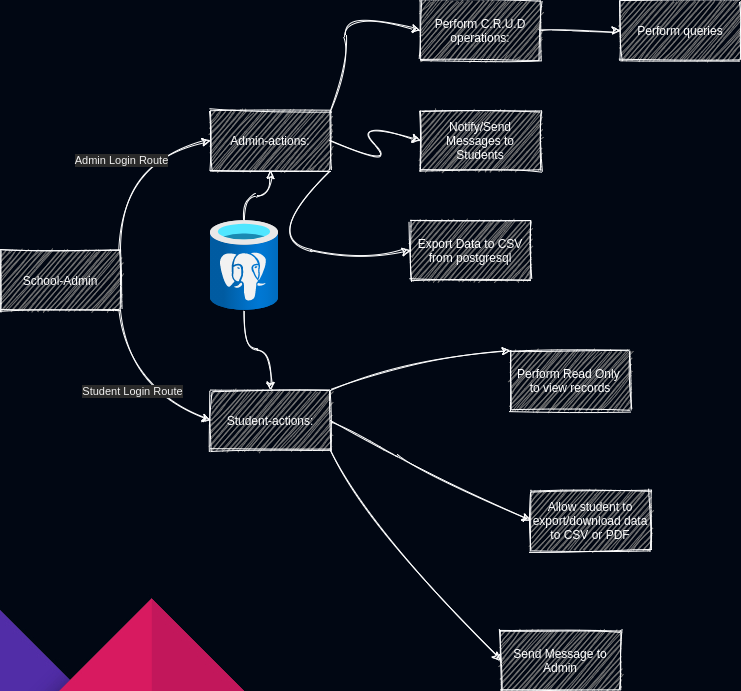 Perform C.R.U.D
operations:
Perform queries
Admin-actions:
Notify/Send
Messages to
Students
Admin Login Route
Export Data to CSV
from postgresql
School-Admin
Student Login Route
Student-actions:
Perform Read Only
to view records
Allow student to
export/download data
to CSV or PDF
Send Message to
Admin